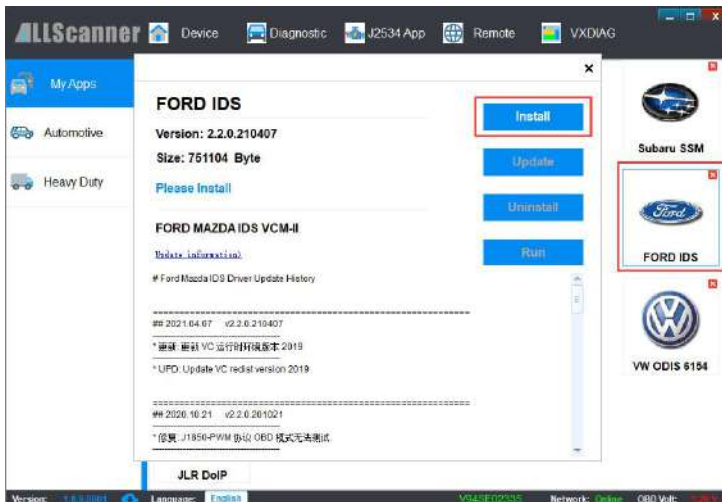 ALLScanner
Device
Diagnostic
J2534 App
Remote
VXDIAG
My Apps
Automotive
Heavy Duty
FORD IDS
Version: 2.2.0.210407
Size: 751104 Byte
Please Install
Install
Update
Uninstall
Run
FORD MAZDA IDS VCM-II
Update information)
# Ford Mazda IDS Driver Update History
================================================
## 2021.04.07 v2.2.0.210407
------------------------
* 更新: 更新 VC 运行时环境版本 2019
* UPD: Update VC redist version 2019
================================================
## 2020.10.21 v2.2.0.201021
------------------------
* 修复: J1850-PWM 协议 OBD 模式无法测试
Subaru SSM
Ford
FORD IDS
VW ODIS 6154
JLR DoIP
Version:
Language: English
V94SE02335
Network: Online
OBD Volt: